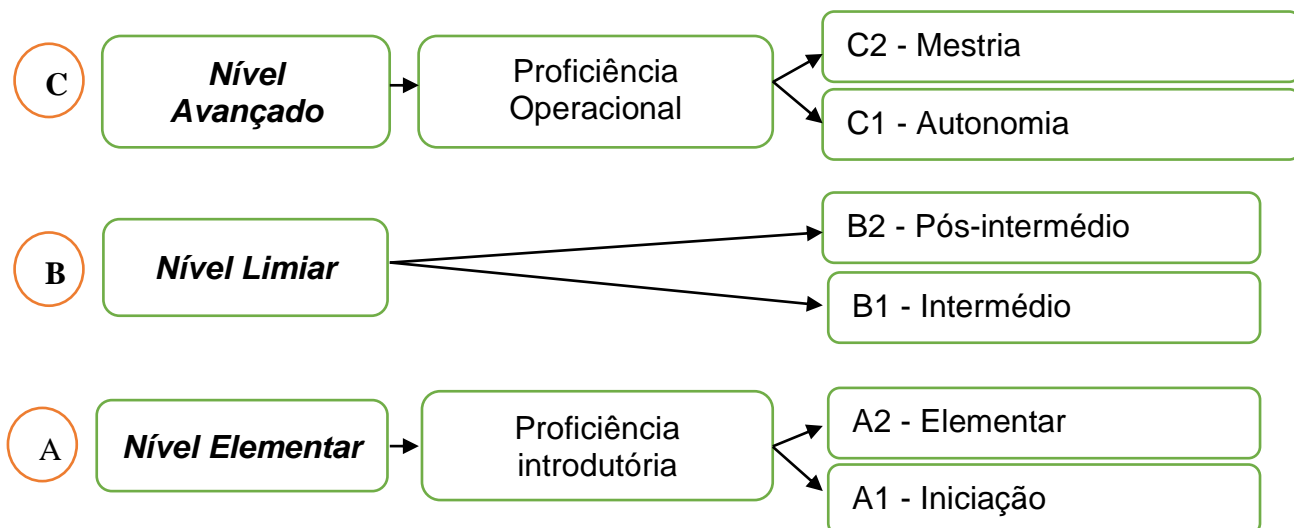 C
Nível
Avançado
Proficiência
Operacional
C2 - Mestria
C1 - Autonomia
B
Nível Limiar
B2 - Pós-intermédio
B1 - Intermédio
A
Nível Elementar
Proficiência
introdutória
A2 - Elementar
A1 - Iniciação